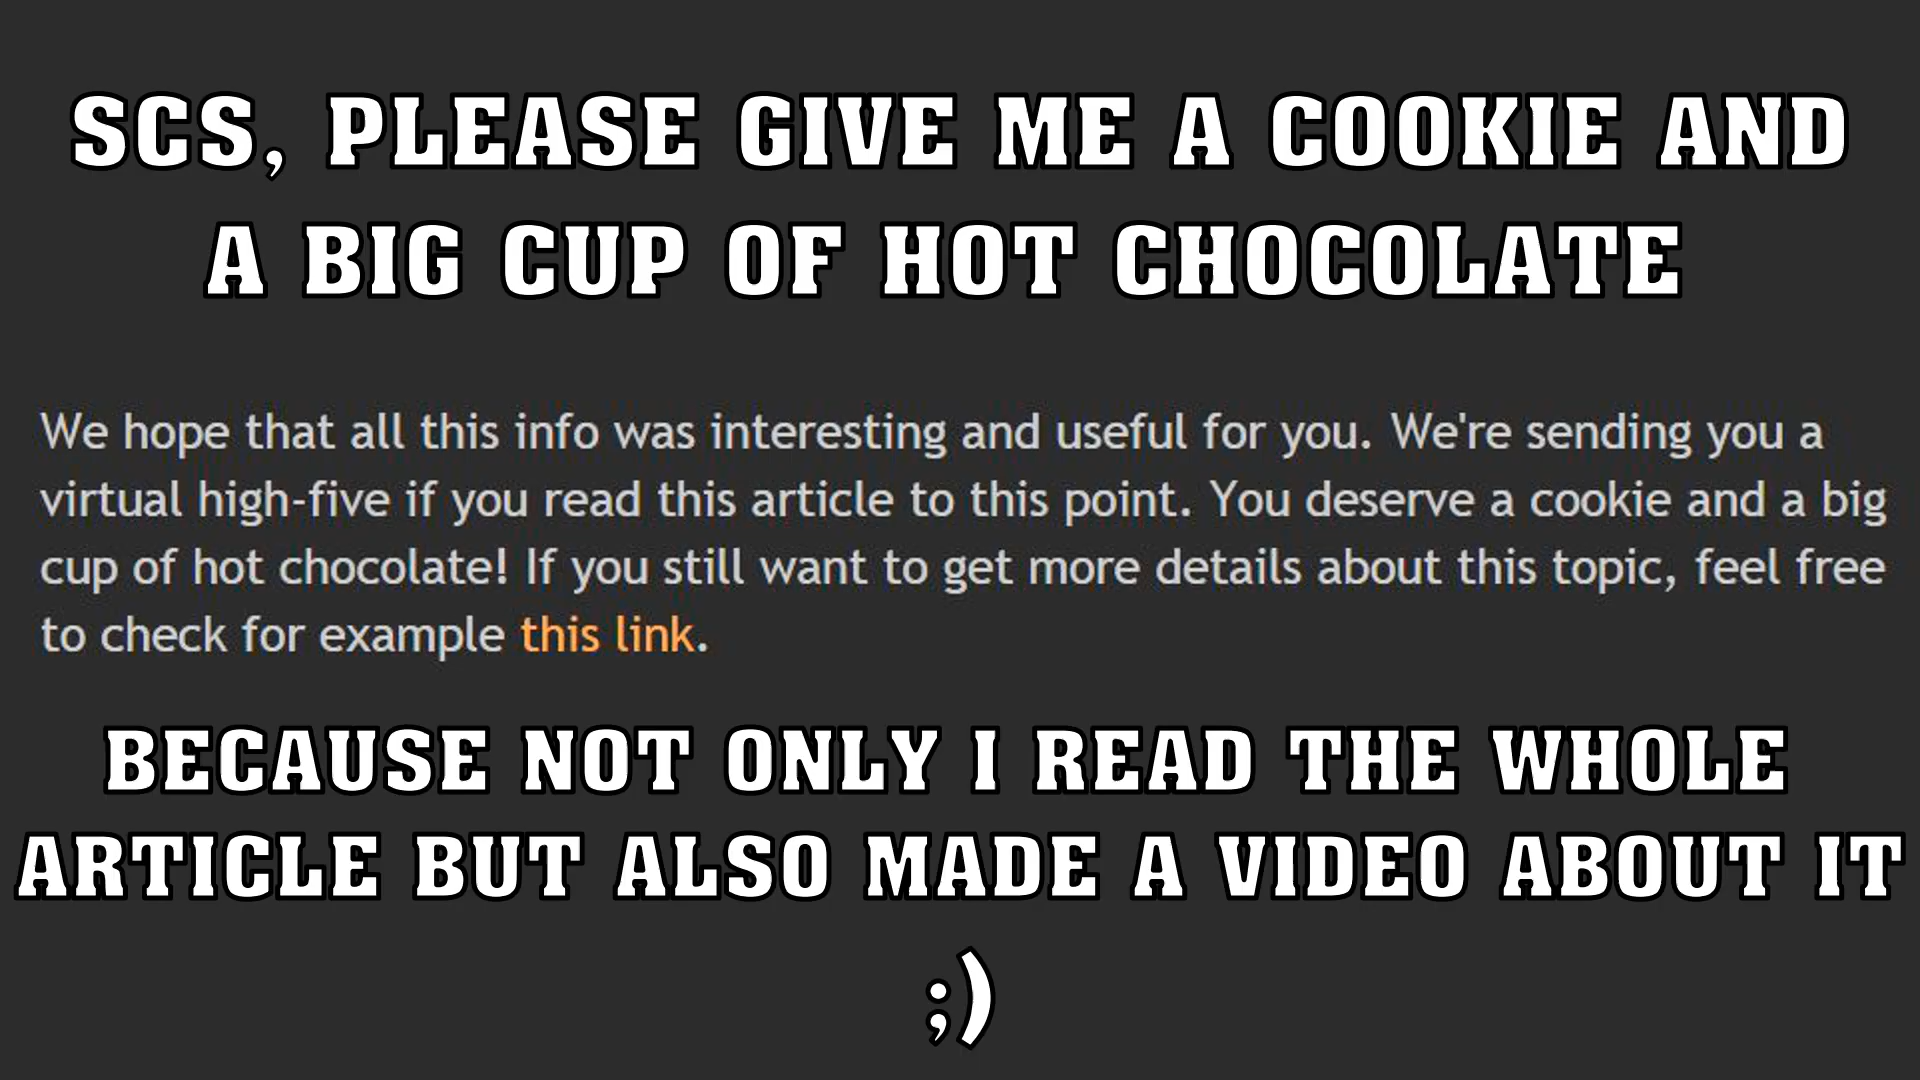 SCS, PLEASE GIVE ME A COOKIE AND
A BIG CUP OF HOT CHOCOLATE
We hope that all this info was interesting and useful for you. We're sending you a
virtual high-five if you read this article to this point. You deserve a cookie and a big
cup of hot chocolate! If you still want to get more details about this topic, feel free
to check for example this link.
BECAUSE NOT ONLY I READ THE WHOLE
ARTICLE BUT ALSO MADE A VIDEO ABOUT IT
;)